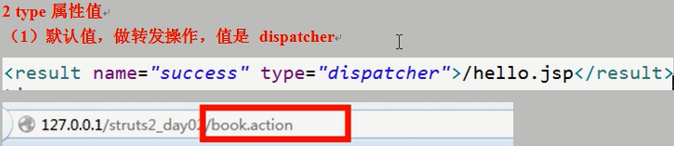 2 type 属性值
（1）默认值，做转发操作，值是 dispatcher
<result name="success" type="dispatcher">/hello.jsp</result>
127.0.0.1/struts2_day02/book.action